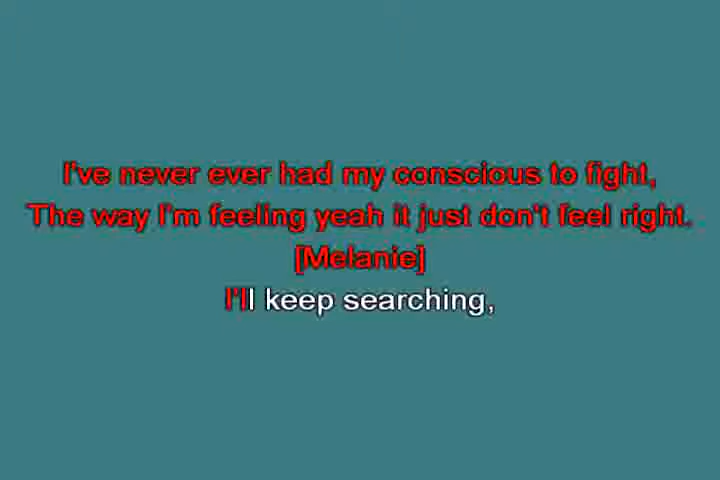 I've never ever had my conscious to fight,
The way I'm feeling yeah it just don't feel right.
[Melanie]
I'll keep searching,